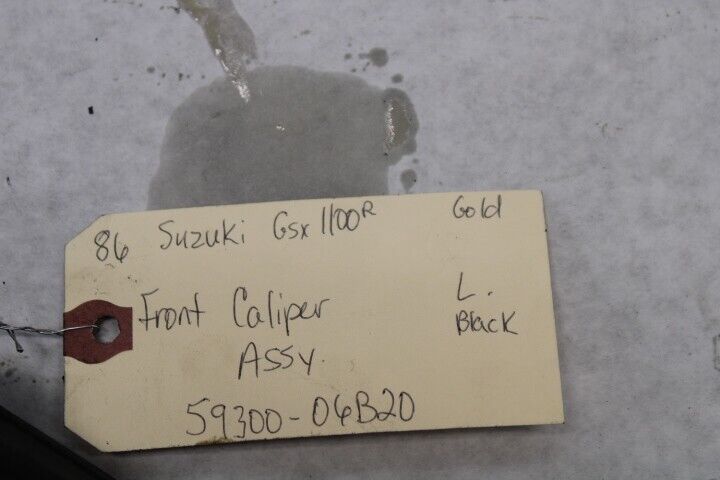 86 Suzuki Gsx 1100R Gold
Front Caliper L.
Black
Assy.
59300-06B20